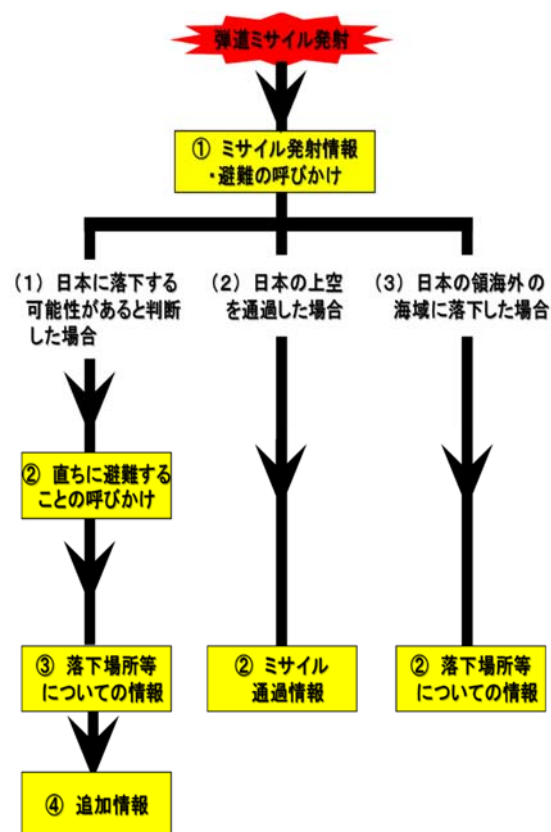 弾道ミサイル発射
① ミサイル発射情報
・避難の呼びかけ
(1) 日本に落下する
可能性があると判断
した場合
(2) 日本の上空
を通過した場合
(3) 日本の領海外の
海域に落下した場合
② 直ちに避難する
ことの呼びかけ
③ 落下場所等
についての情報
② ミサイル
通過情報
② 落下場所等
についての情報
④ 追加情報